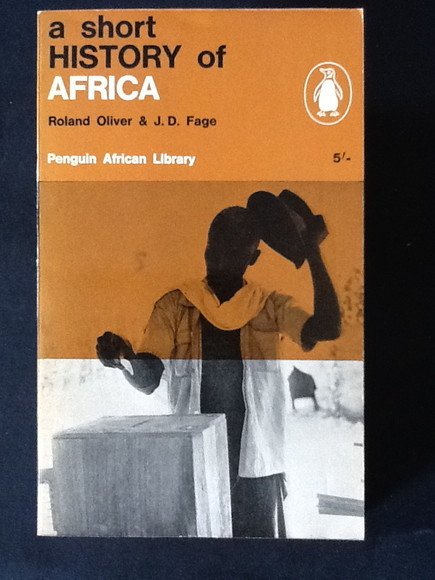 a short
HISTORY of
AFRICA
Roland Oliver & J. D. Fage
Penguin African Library
5/-